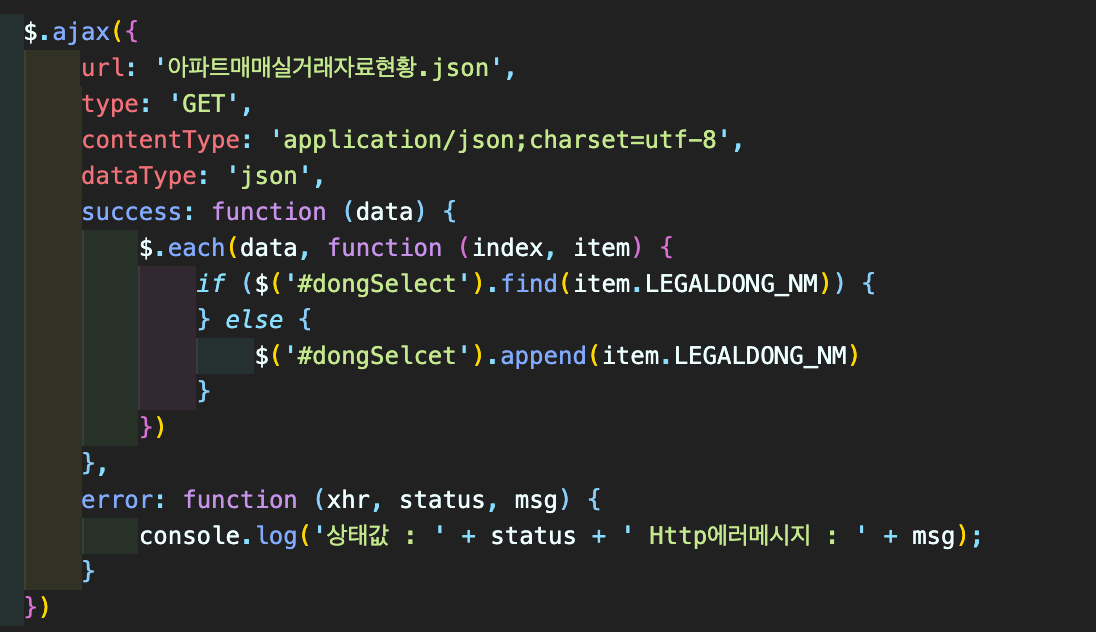 $.ajax({
    url: '아파트매매실거래자료현황.json',
    type: 'GET',
    contentType: 'application/json;charset=utf-8',
    dataType: 'json',
    success: function (data) {
        $.each(data, function (index, item) {
            if ($('#dongSelect').find(item.LEGALDONG_NM)) {
            } else {
                $('#dongSelcet').append(item.LEGALDONG_NM)
            }
        })
    },
    error: function (xhr, status, msg) {
        console.log('상태값 : ' + status + ' Http에러메시지 : ' + msg);
    }
})